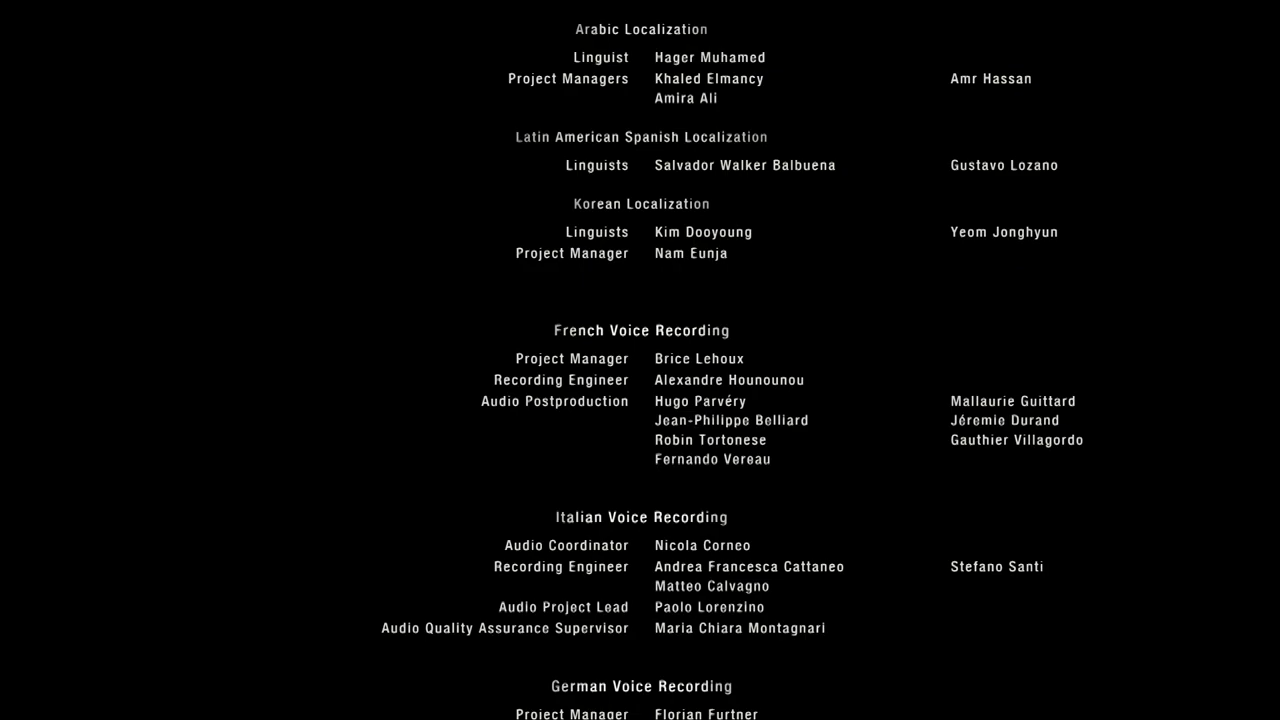 Arabic Localization
Linguist Hager Muhamed
Project Managers Khaled Elmancy Amr Hassan
Amira Ali
Latin American Spanish Localization
Linguists Salvador Walker Balbuena Gustavo Lozano
Korean Localization
Linguists Kim Dooyoung Yeom Jonghyun
Project Manager Nam Eunja
French Voice Recording
Project Manager Brice Lehoux
Recording Engineer Alexandre Hounounou
Audio Postproduction Hugo Parvéry Mallaurie Guittard
Jean-Philippe Belliard Jéremie Durand
Robin Tortonese Gauthier Villagordo
Fernando Vereau
Italian Voice Recording
Audio Coordinator Nicola Corneo
Recording Engineer Andrea Francesca Cattaneo Stefano Santi
Matteo Calvagno
Audio Project Lead Paolo Lorenzino
Audio Quality Assurance Supervisor Maria Chiara Montagnari
German Voice Recording
Project Manager Florian Furtner